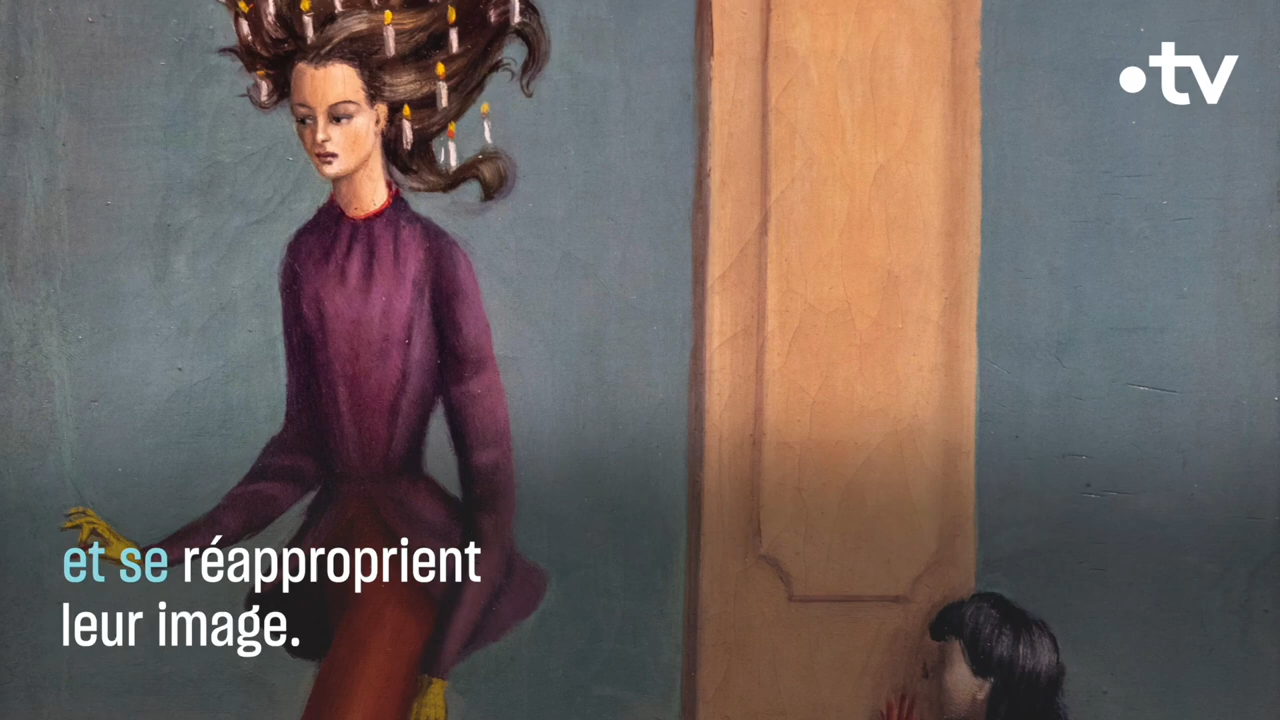 •tv
et se réapproprient
leur image.